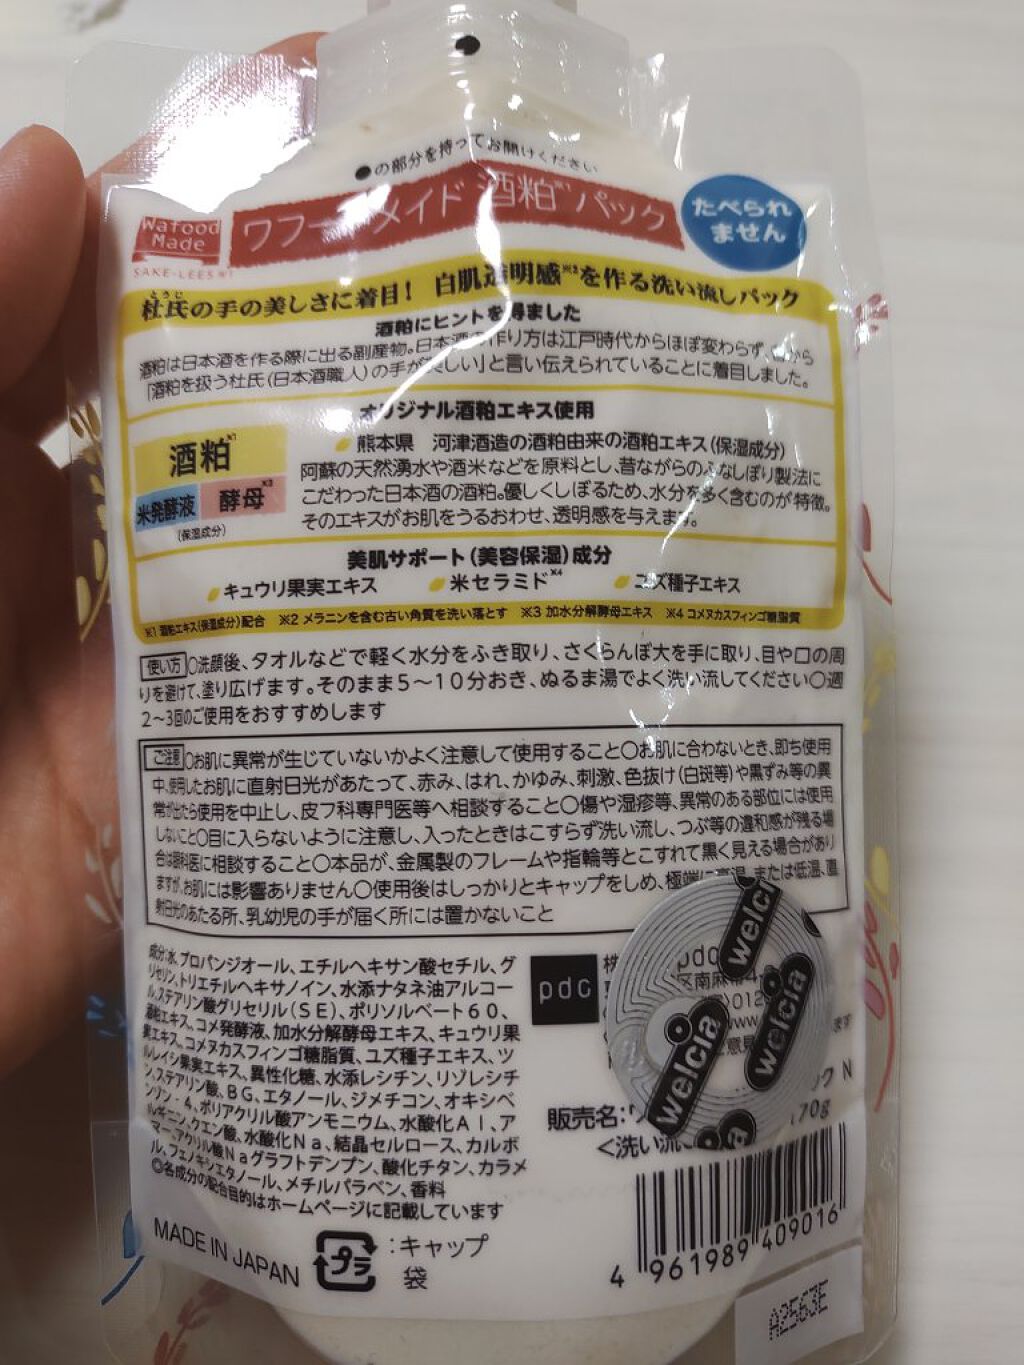 ●の部分を持ってお開けください
Wafood
Made
SAKE-LEES※1
ワフードメイド 酒粕※1パック
たべられ
ません
とうじ
杜氏の手の美しさに着目! 白肌透明感※2を作る洗い流しパック
酒粕にヒントを得ました
酒粕は日本酒を作る際に出る副産物。日本酒の作り方は江戸時代からほぼ変わらず、
「酒粕を扱う杜氏(日本酒職人)の手が美しい」と言い伝えられていることに着目しました。
オリジナル酒粕エキス使用
酒粕※1
米発酵液 酵母※3
(保湿成分)
熊本県 河津酒造の酒粕由来の酒粕エキス(保湿成分)
阿蘇の天然湧水や酒米などを原料とし、昔ながらのふなしぼり製法に
こだわった日本酒の酒粕。優しくしぼるため、水分を多く含むのが特徴。
そのエキスがお肌をうるおわせ、透明感を与えます。
美肌サポート(美容保湿)成分
キュウリ果実エキス 米セラミド※4 ユズ種子エキス
※1 酒粕エキス(保湿成分)配合 ※2 メラニンを含む古い角質を洗い落とす ※3 加水分解酵母エキス ※4 コメヌカスフィンゴ糖脂質
使い方 ○洗顔後、タオルなどで軽く水分をふき取り、さくらんぼ大を手に取り、目や口の周
りを避けて、塗り広げます。そのまま5~10分おき、ぬるま湯でよく洗い流してください○週
2~3回のご使用をおすすめします
ご注意 ○お肌に異常が生じていないかよく注意して使用すること○お肌に合わないとき、即ち使用
中、使用したお肌に直射日光があたって、赤み、はれ、かゆみ、刺激、色抜け(白斑等)や黒ずみ等の異
常が出たら使用を中止し、皮フ科専門医等へ相談すること○傷や湿疹等、異常のある部位には使用
しないこと○目に入らないように注意し、入ったときはこすらず洗い流し、つぶ等の違和感が残る場
合は眼科医に相談すること○本品が、金属製のフレームや指輪等とこすれて黒く見える場合があり
ますが、お肌には影響ありません○使用後はしっかりとキャップをしめ、極端に高温、または低温、直
射日光のあたる所、乳幼児の手が届く所には置かないこと
成分:水、プロパンジオール、エチルヘキサン酸セチル、グ
リセリン、トリエチルヘキサノイン、水添ナタネ油アルコー
ル、ステアリン酸グリセリル(SE)、ポリソルベート60、
酒粕エキス、コメ発酵液、加水分解酵母エキス、キュウリ果
実エキス、コメヌカスフィンゴ糖脂質、ユズ種子エキス、ツ
ルレイシ果実エキス、異性化糖、水添レシチン、リゾレシチ
ン、ステアリン酸、BG、エタノール、ジメチコン、オキシベ
ンゾン-4、ポリアクリル酸アンモニウム、水酸化Al、ア
ルギニン、クエン酸、水酸化Na、結晶セルロース、カルボ
マー、アクリル酸Naグラフトデンプン、酸化チタン、カラメ
ル、フェノキシエタノール、メチルパラベン、香料
◎各成分の配合目的はホームページに記載しています
pdc
株
pdc
区南麻布4
0120
www.
ご意見
ます
ック N
販売名:ワ
70g
<洗い流し
welcia
welcia
welcia
MADE IN JAPAN
プラ
:キャップ
袋
4 961989 409016
A2563E